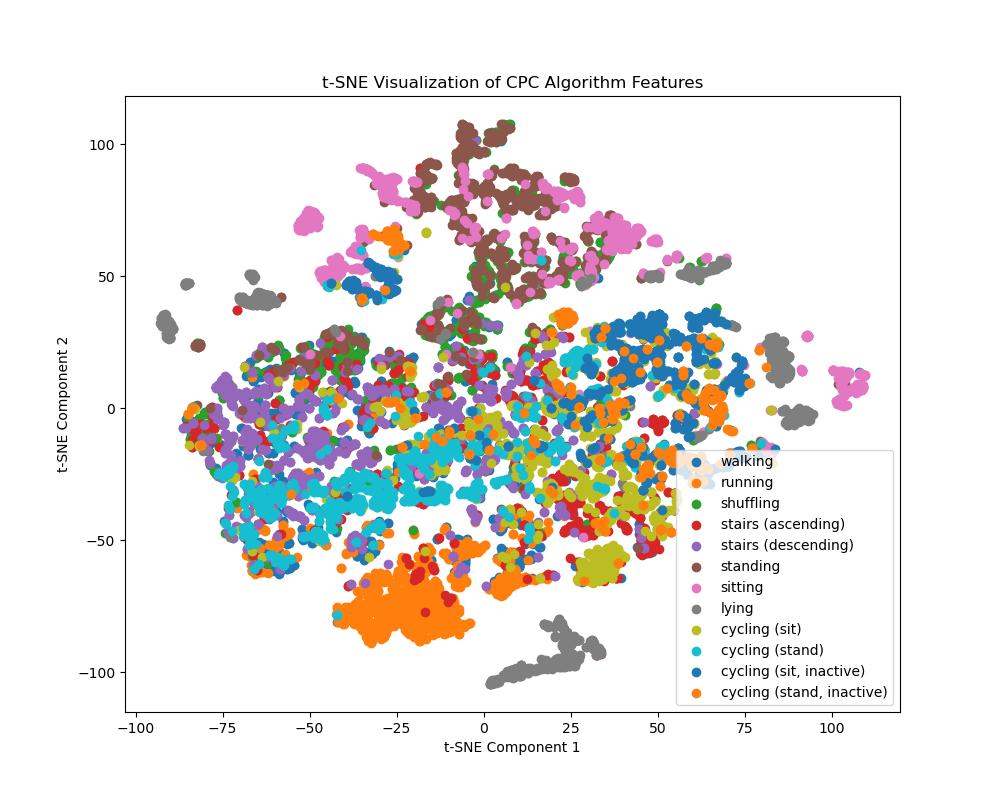 t-SNE Visualization of CPC Algorithm Features
100
50
0
−50
−100
t-SNE Component 2
−100
−75
−50
−25
0
25
50
75
100
t-SNE Component 1
walking
running
shuffling
stairs (ascending)
stairs (descending)
standing
sitting
lying
cycling (sit)
cycling (stand)
cycling (sit, inactive)
cycling (stand, inactive)